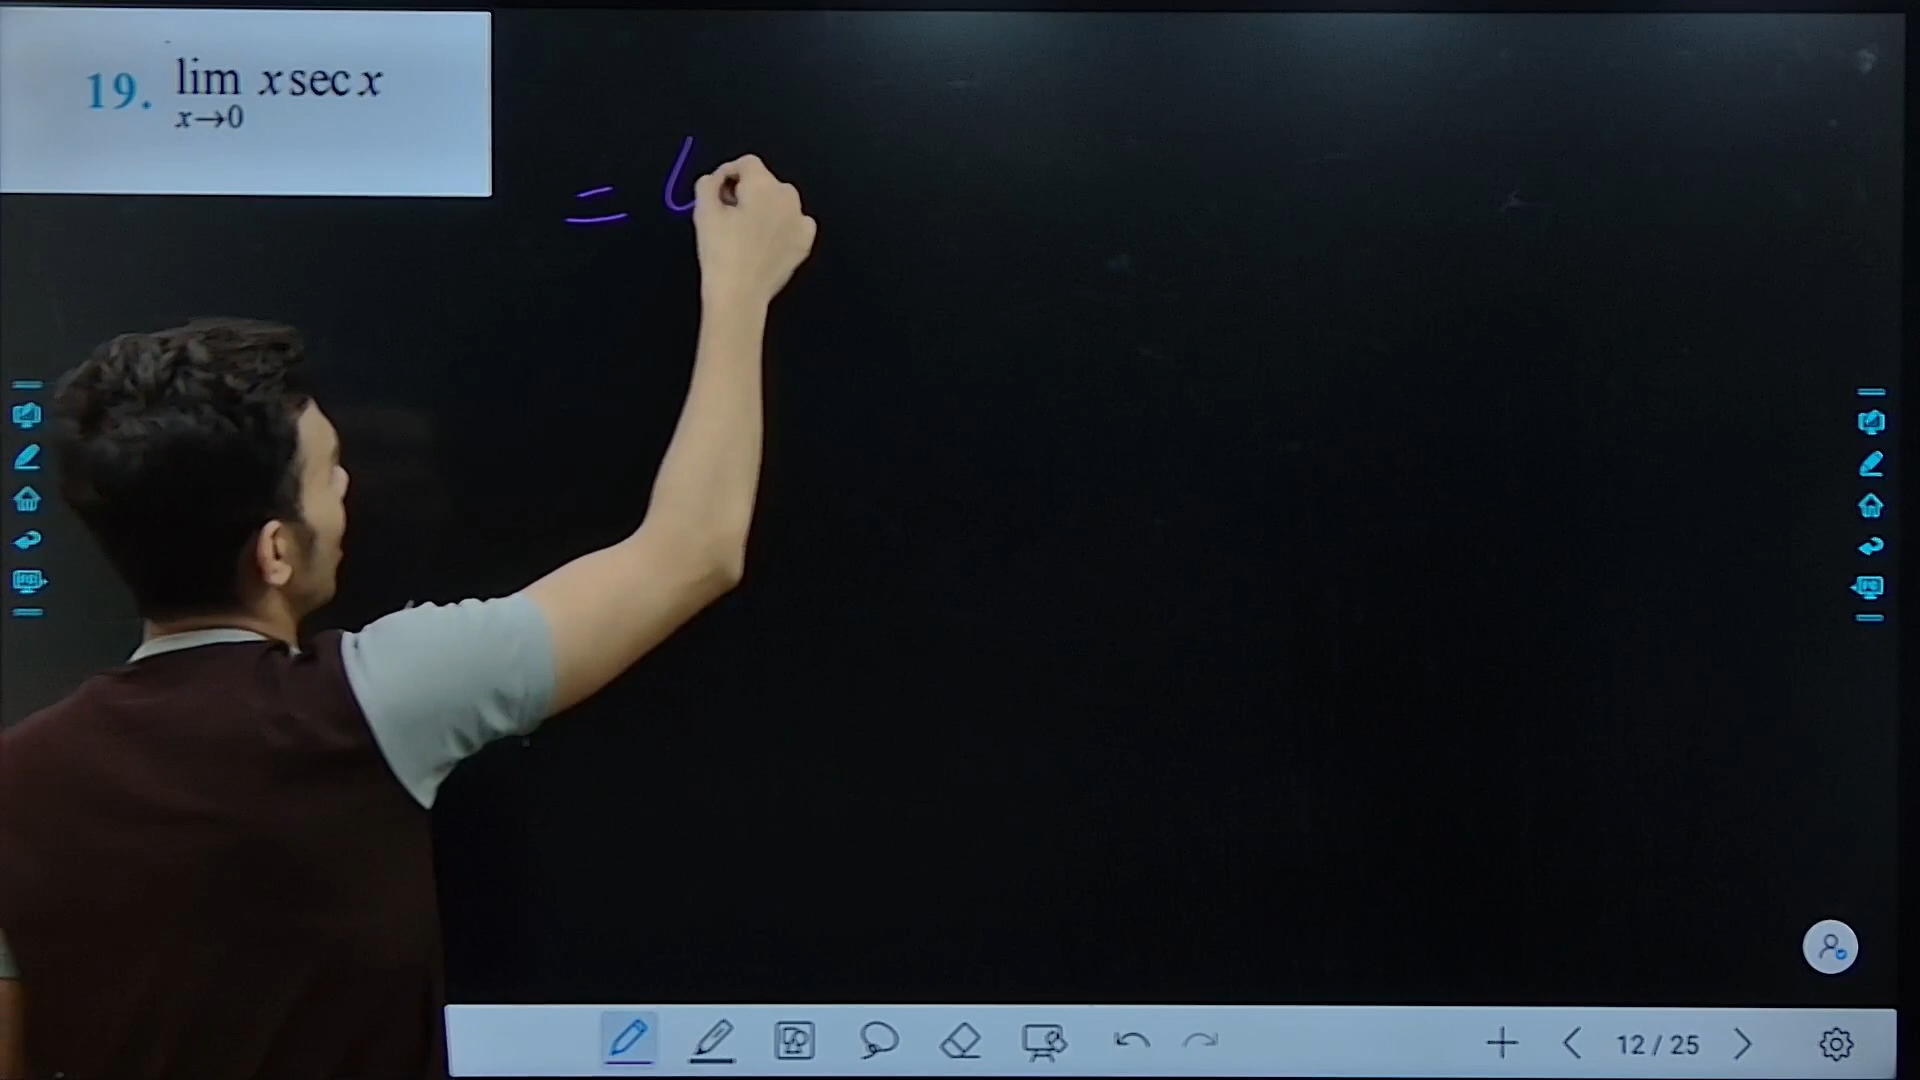 19. lim x sec x
x→0
=
12 / 25